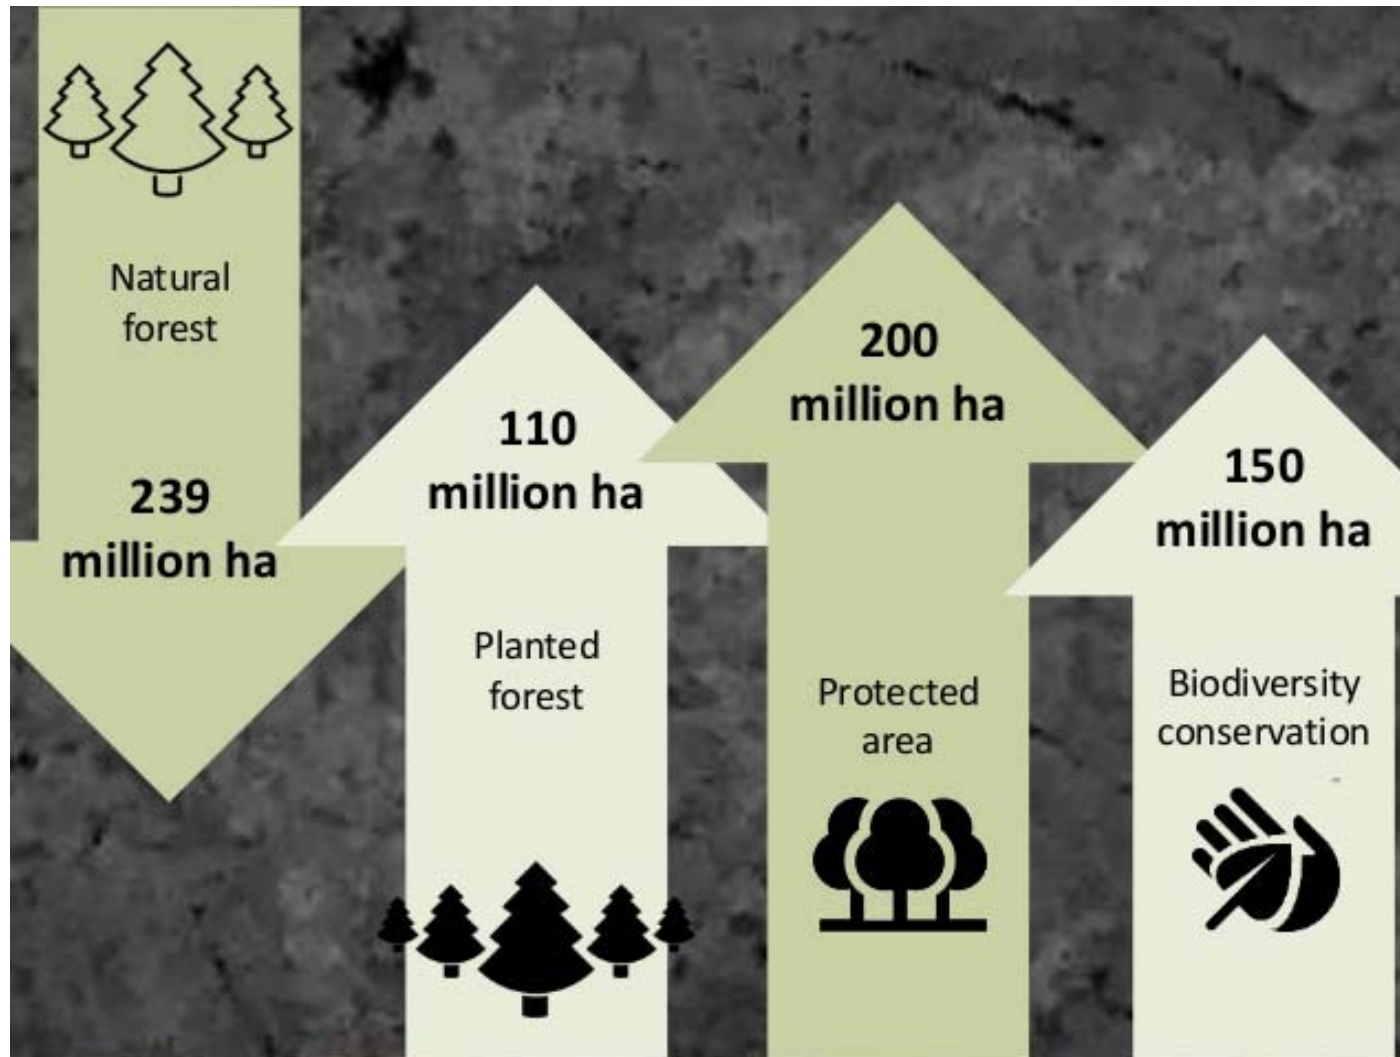 Natural
forest
239
million ha
110
million ha
Planted
forest
200
million ha
Protected
area
150
million ha
Biodiversity
conservation